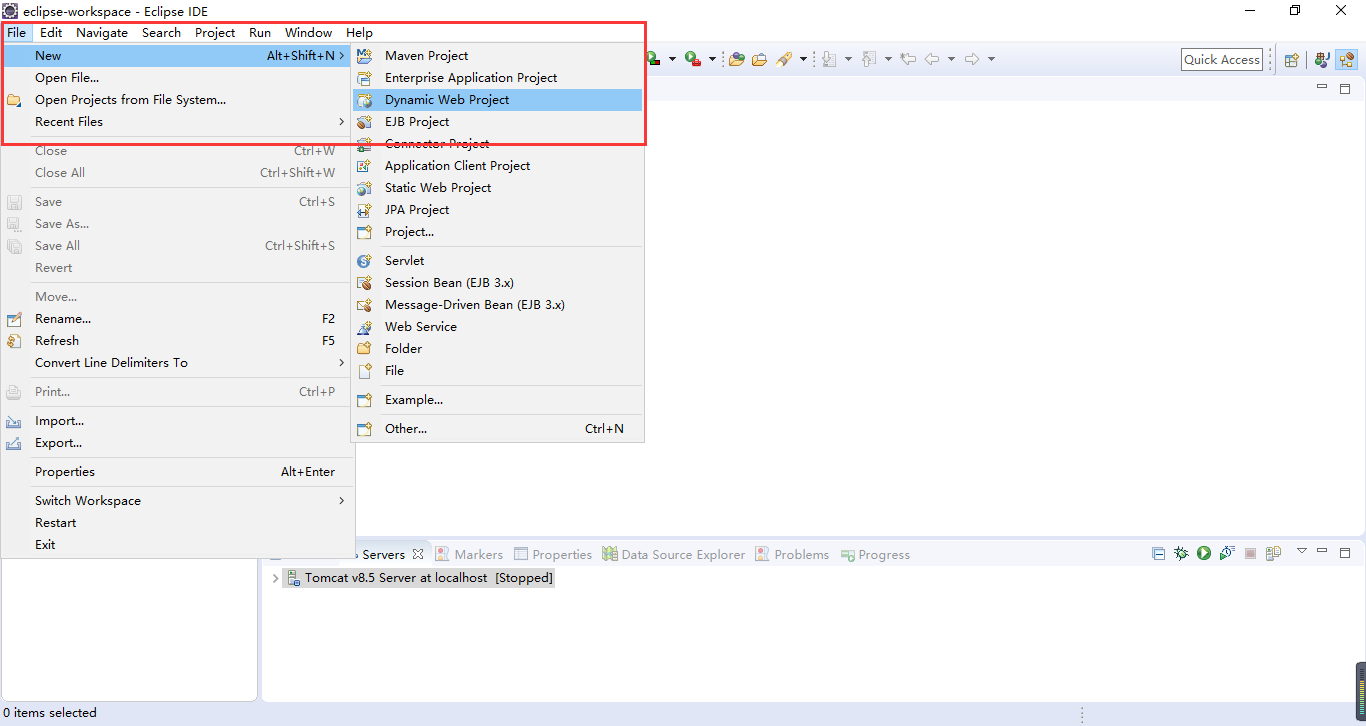 eclipse-workspace - Eclipse IDE
File Edit Navigate Search Project Run Window Help
Quick Access
New Alt+Shift+N
Open File...
Open Projects from File System...
Recent Files
Close Ctrl+W
Close All Ctrl+Shift+W
Save Ctrl+S
Save As...
Save All Ctrl+Shift+S
Revert
Move...
Rename... F2
Refresh F5
Convert Line Delimiters To
Print... Ctrl+P
Import...
Export...
Properties Alt+Enter
Switch Workspace
Restart
Exit
Maven Project
Enterprise Application Project
Dynamic Web Project
EJB Project
Connector Project
Application Client Project
Static Web Project
JPA Project
Project...
Servlet
Session Bean (EJB 3.x)
Message-Driven Bean (EJB 3.x)
Web Service
Folder
File
Example...
Other... Ctrl+N
Servers Markers Properties Data Source Explorer Problems Progress
Tomcat v8.5 Server at localhost [Stopped]
0 items selected